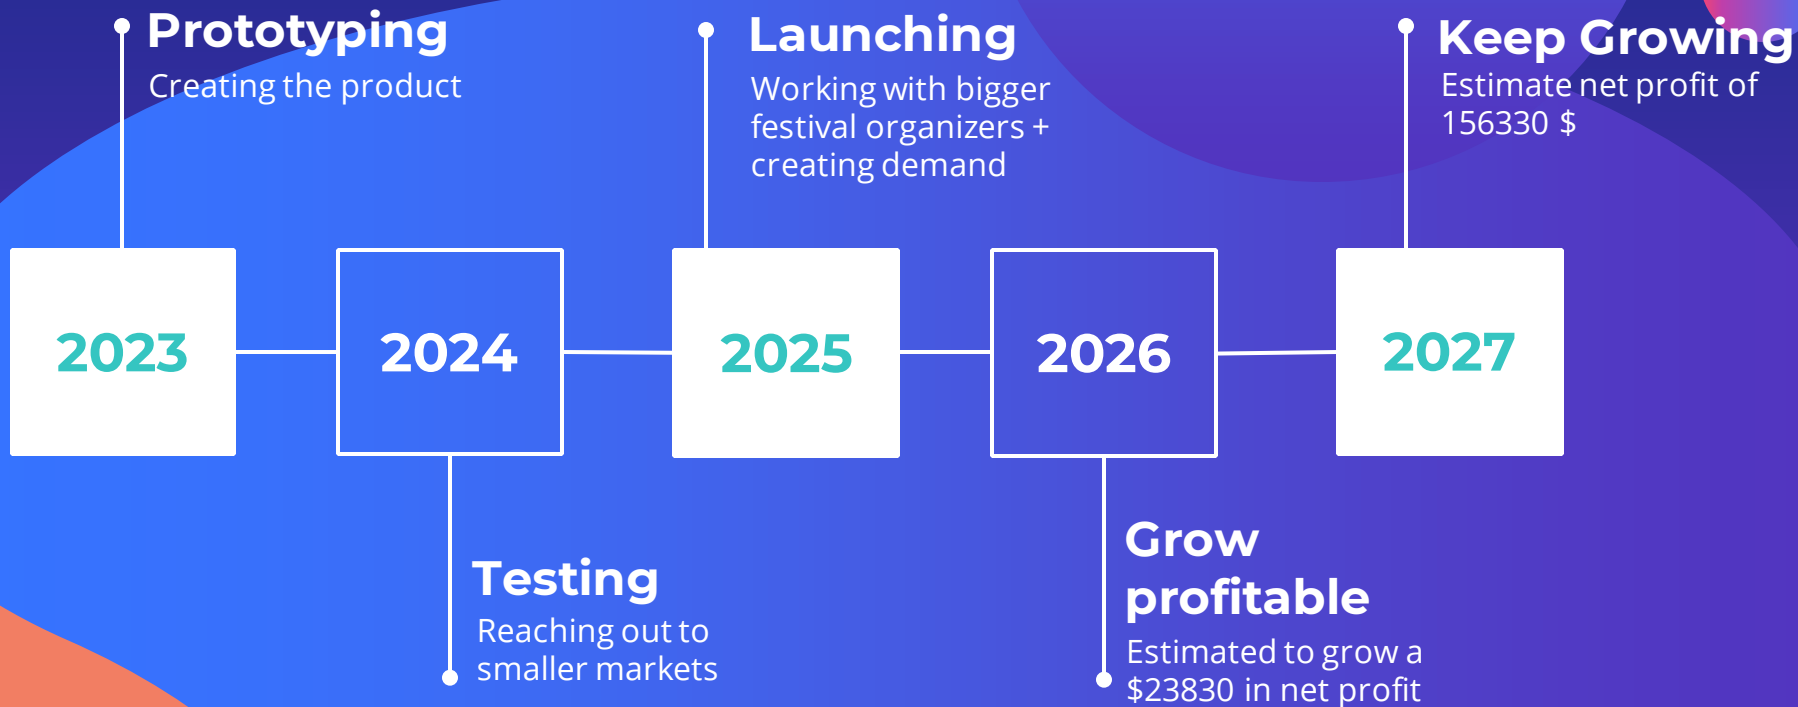 Prototyping
Creating the product
Launching
Working with bigger
festival organizers +
creating demand
Keep Growing
Estimate net profit of
156330 $
2023
2024
2025
2026
2027
Testing
Reaching out to
smaller markets
Grow
profitable
Estimated to grow a
$23830 in net profit